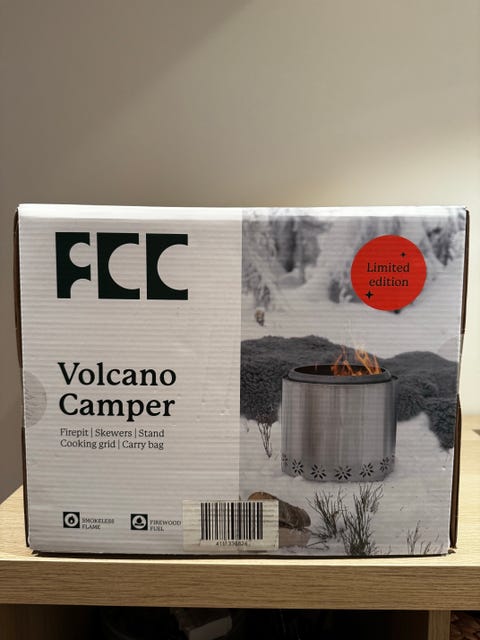 FCC
Limited
edition
Volcano
Camper
Firepit | Skewers | Stand
Cooking grid | Carry bag
SMOKELESS
FLAME
FIREWOOD
FUEL